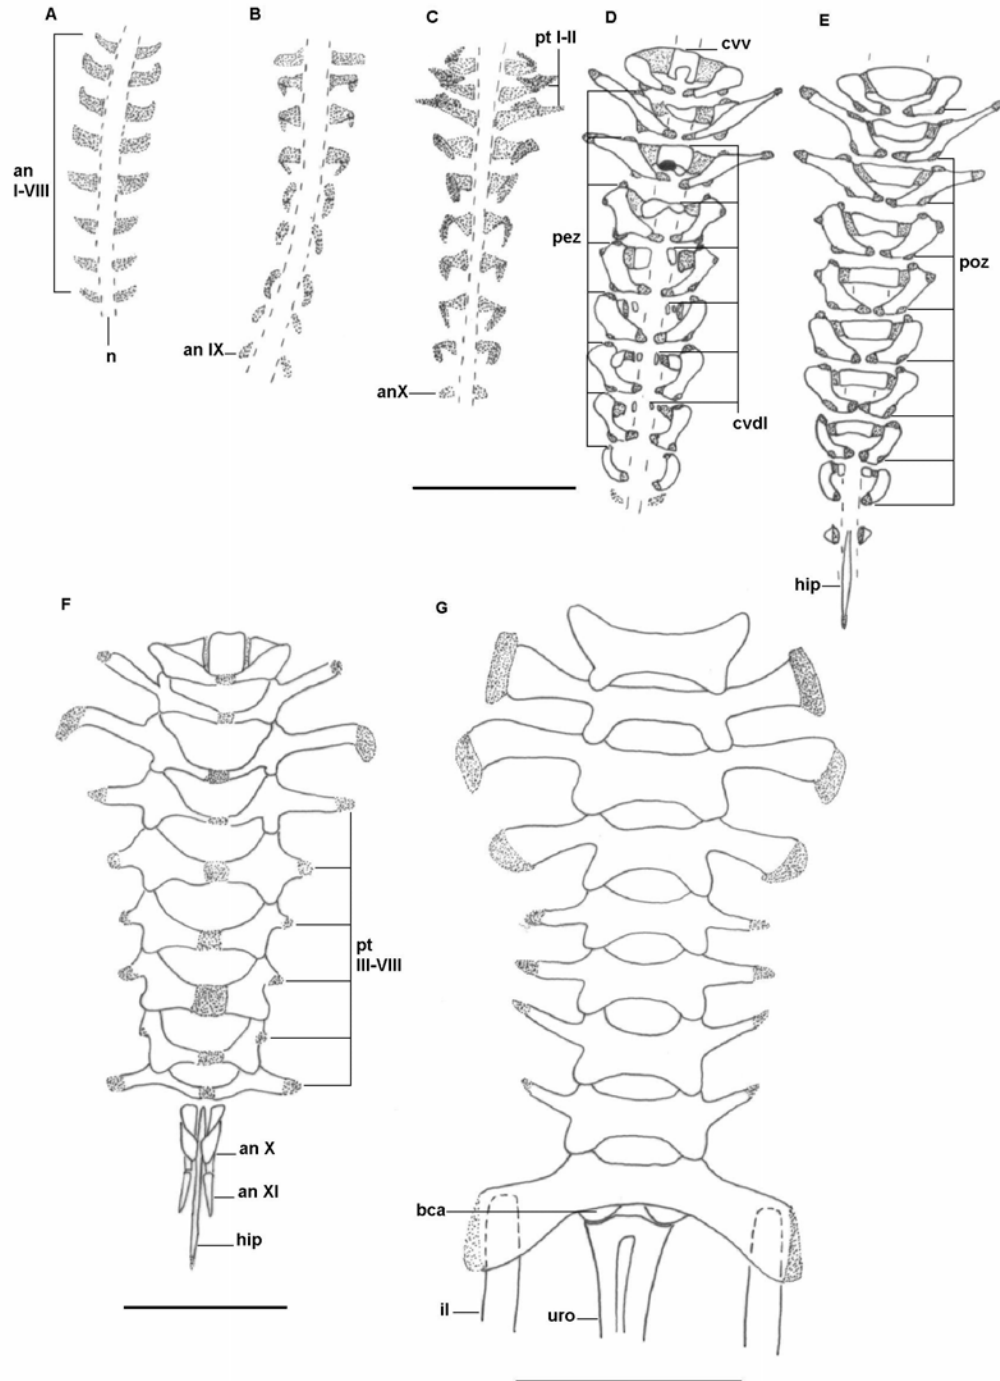 A
B
C
D
E
pt I-II
cvv
an
I-VIII
pez
poz
n
an IX
anX
cvdl
hip
F
G
pt
III-VIII
an X
an XI
hip
bca
il
uro